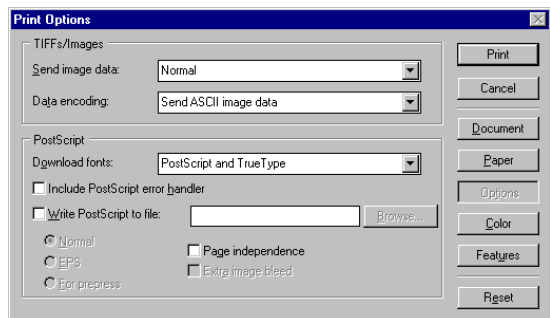 Print Options
TIFFs/Images
Send image data: Normal
Data encoding: Send ASCII image data
PostScript
Download fonts: PostScript and TrueType
Include PostScript error handler
Write PostScript to file: Browse...
Normal
EPS
For prepress
Page independence
Extra image bleed
Print
Cancel
Document
Paper
Options
Color
Features
Reset